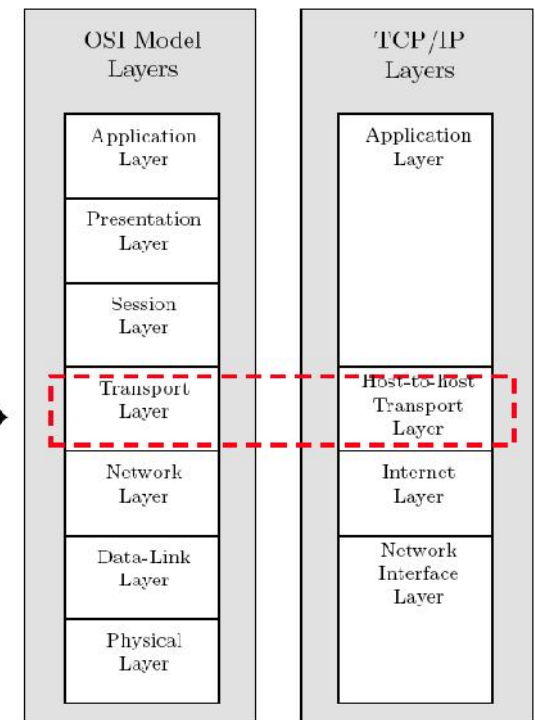 OSI Model
Layers
Application
Layer
Presentation
Layer
Session
Layer
Transport
Layer
Network
Layer
Data-Link
Layer
Physical
Layer
TCP/IP
Layers
Application
Layer
Host-to-host
Transport
Layer
Internet
Layer
Network
Interface
Layer